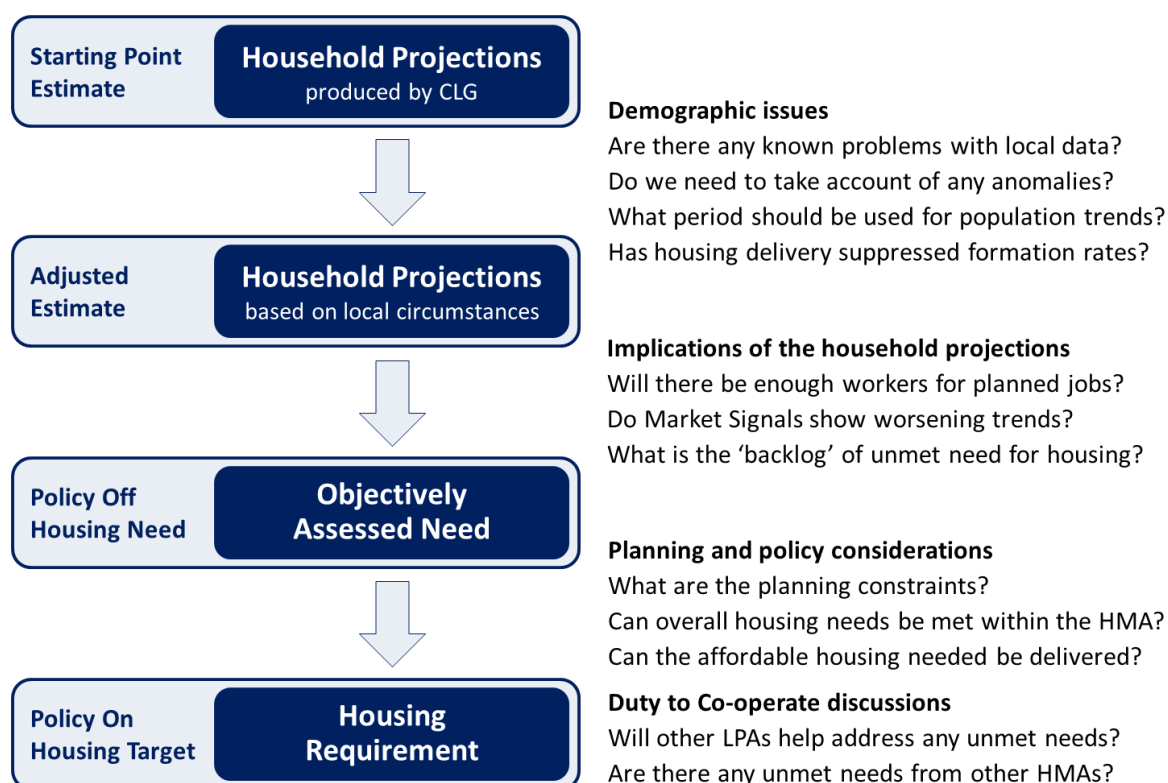 Starting Point
Estimate
Household Projections
produced by CLG
Demographic issues
Are there any known problems with local data?
Do we need to take account of any anomalies?
What period should be used for population trends?
Has housing delivery suppressed formation rates?
Adjusted
Estimate
Household Projections
based on local circumstances
Implications of the household projections
Will there be enough workers for planned jobs?
Do Market Signals show worsening trends?
What is the ‘backlog’ of unmet need for housing?
Policy Off
Housing Need
Objectively
Assessed Need
Planning and policy considerations
What are the planning constraints?
Can overall housing needs be met within the HMA?
Can the affordable housing needed be delivered?
Policy On
Housing Target
Housing
Requirement
Duty to Co-operate discussions
Will other LPAs help address any unmet needs?
Are there any unmet needs from other HMAs?